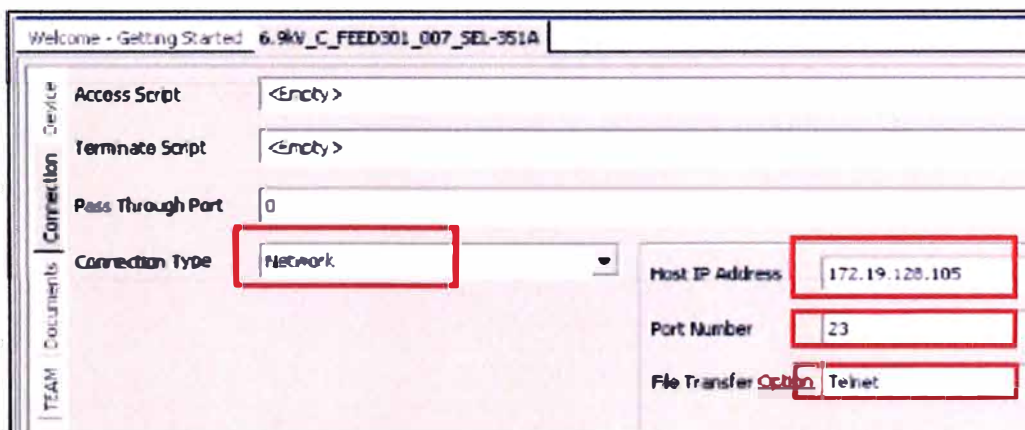 Welcome - Getting Started 6.9kV_C_FEED301_007_SEL-351A
Device
Connection
Documents
TEAM
Access Script <Empty>
Terminate Script <Empty>
Pass Through Port 0
Connection Type Network
Host IP Address 172.19.128.105
Port Number 23
File Transfer Option Telnet